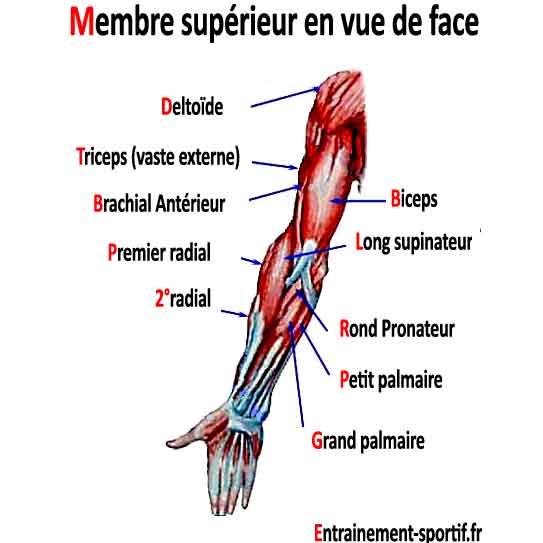 Membre supérieur en vue de face
Deltoïde
Triceps (vaste externe)
Brachial Antérieur
Biceps
Long supinateur
Premier radial
2°radial
Rond Pronateur
Petit palmaire
Grand palmaire
Entrainement-sportif.fr